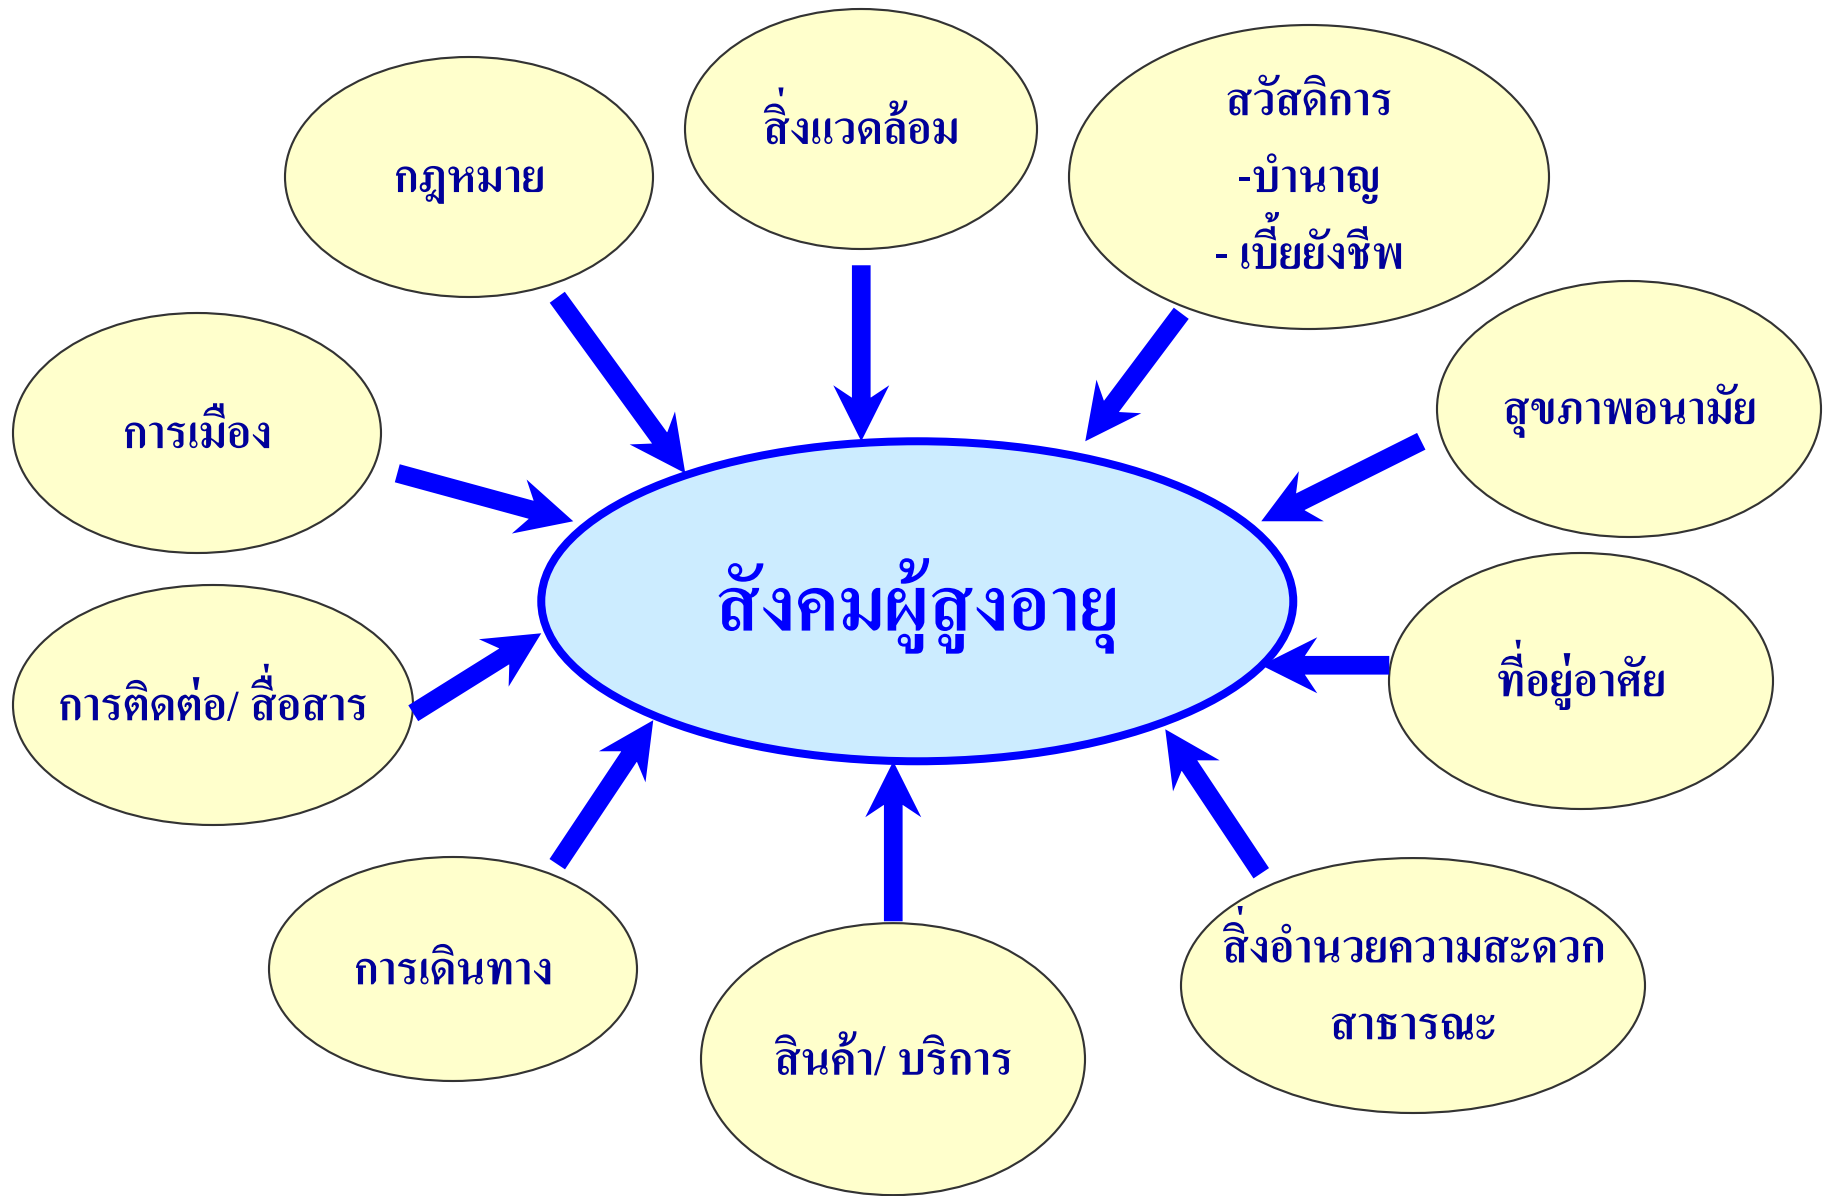 สิ่งแวดล้อม
สวัสดิการ
-บำนาญ
- เบี้ยยังชีพ
กฎหมาย
สุขภาพอนามัย
การเมือง
สังคมผู้สูงอายุ
ที่อยู่อาศัย
การติดต่อ/ สื่อสาร
สิ่งอำนวยความสะดวก
สาธารณะ
การเดินทาง
สินค้า/ บริการ